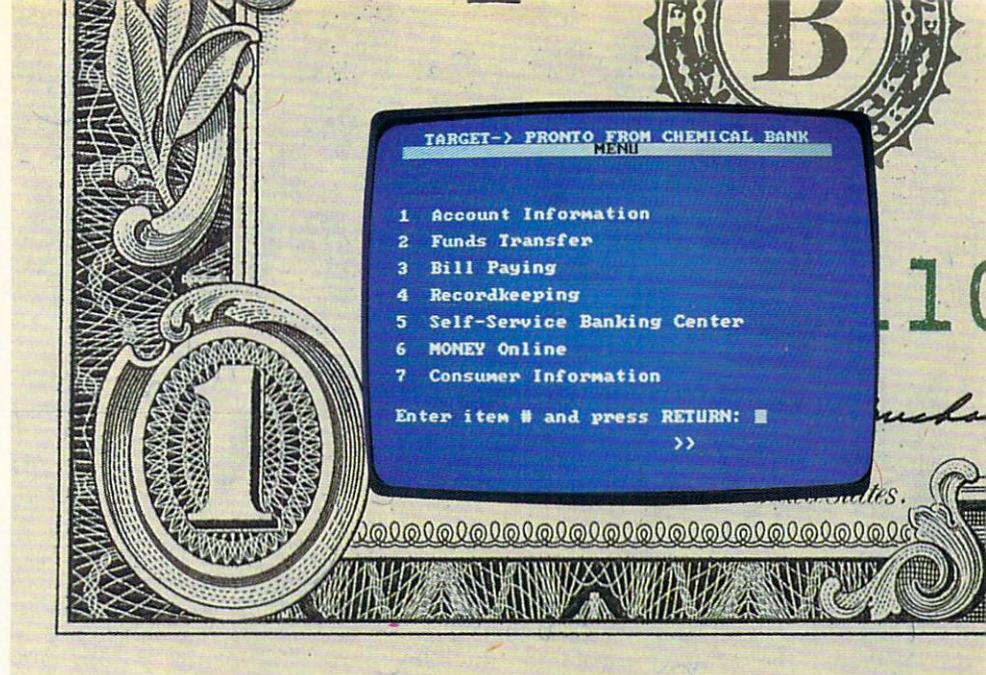 B
TARGET-> PRONTO FROM CHEMICAL BANK
MENU
1 Account Information
2 Funds Transfer
3 Bill Paying
4 Recordkeeping
5 Self-Service Banking Center
6 MONEY Online
7 Consumer Information
Enter item # and press RETURN:
>>
10
1